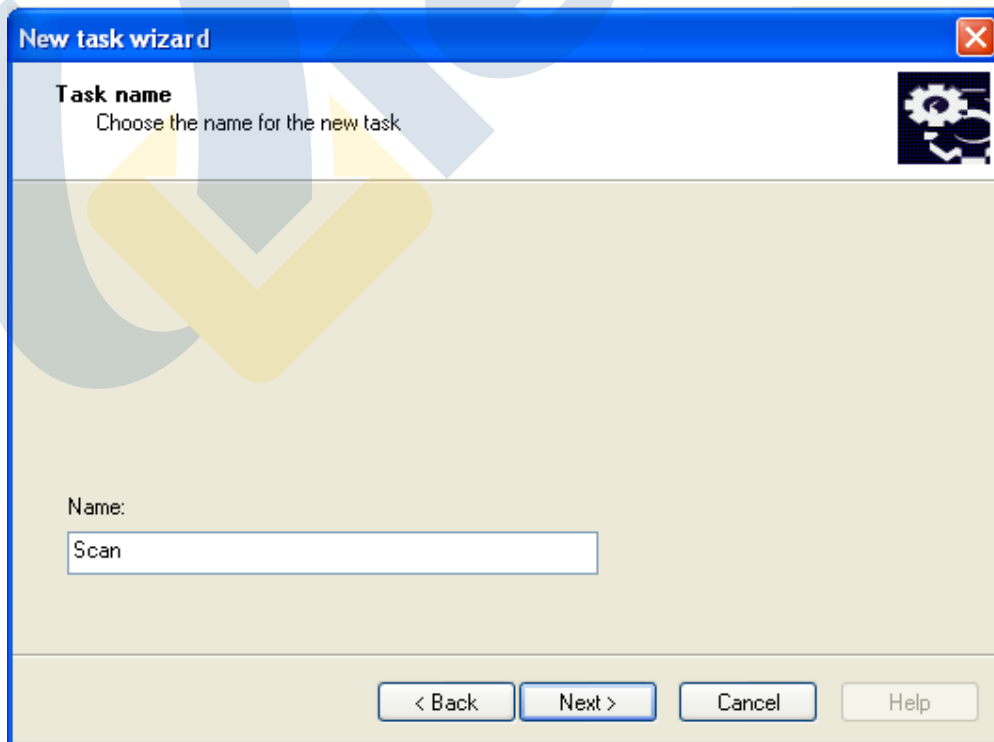 New task wizard
Task name
Choose the name for the new task
Name:
Scan
< Back
Next >
Cancel
Help